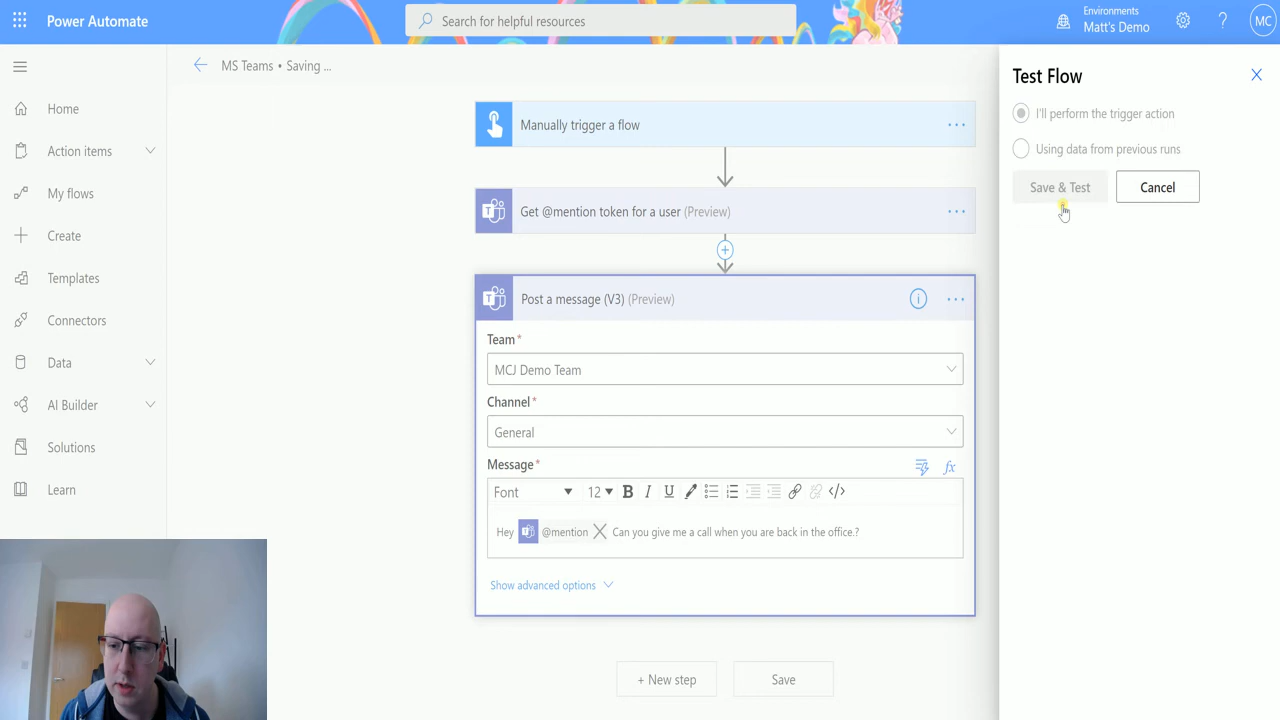 Power Automate
Search for helpful resources
Environments
Matt's Demo
?
MC
MS Teams • Saving ...
Home
Action items
My flows
Create
Templates
Connectors
Data
AI Builder
Solutions
Learn
Manually trigger a flow
Get @mention token for a user (Preview)
Post a message (V3) (Preview)
Team*
MCJ Demo Team
Channel*
General
Message*
fx
Font 12 B I U </>
Hey @mention Can you give me a call when you are back in the office.?
Show advanced options
+ New step
Save
Test Flow
I'll perform the trigger action
Using data from previous runs
Save & Test
Cancel